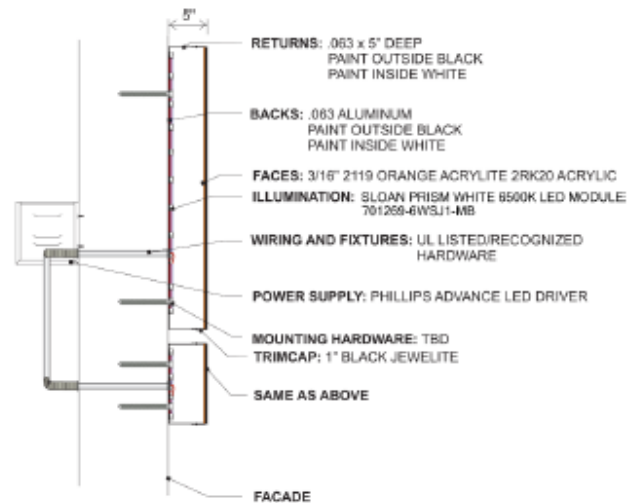 5"
RETURNS: .063 x 5" DEEP
PAINT OUTSIDE BLACK
PAINT INSIDE WHITE
BACKS: .063 ALUMINUM
PAINT OUTSIDE BLACK
PAINT INSIDE WHITE
FACES: 3/16" 2119 ORANGE ACRYLITE 2RK20 ACRYLIC
ILLUMINATION: SLOAN PRISM WHITE 6500K LED MODULE
701269-6WSJ1-MB
WIRING AND FIXTURES: UL LISTED/RECOGNIZED
HARDWARE
POWER SUPPLY: PHILLIPS ADVANCE LED DRIVER
MOUNTING HARDWARE: TBD
TRIMCAP: 1" BLACK JEWELITE
SAME AS ABOVE
FACADE